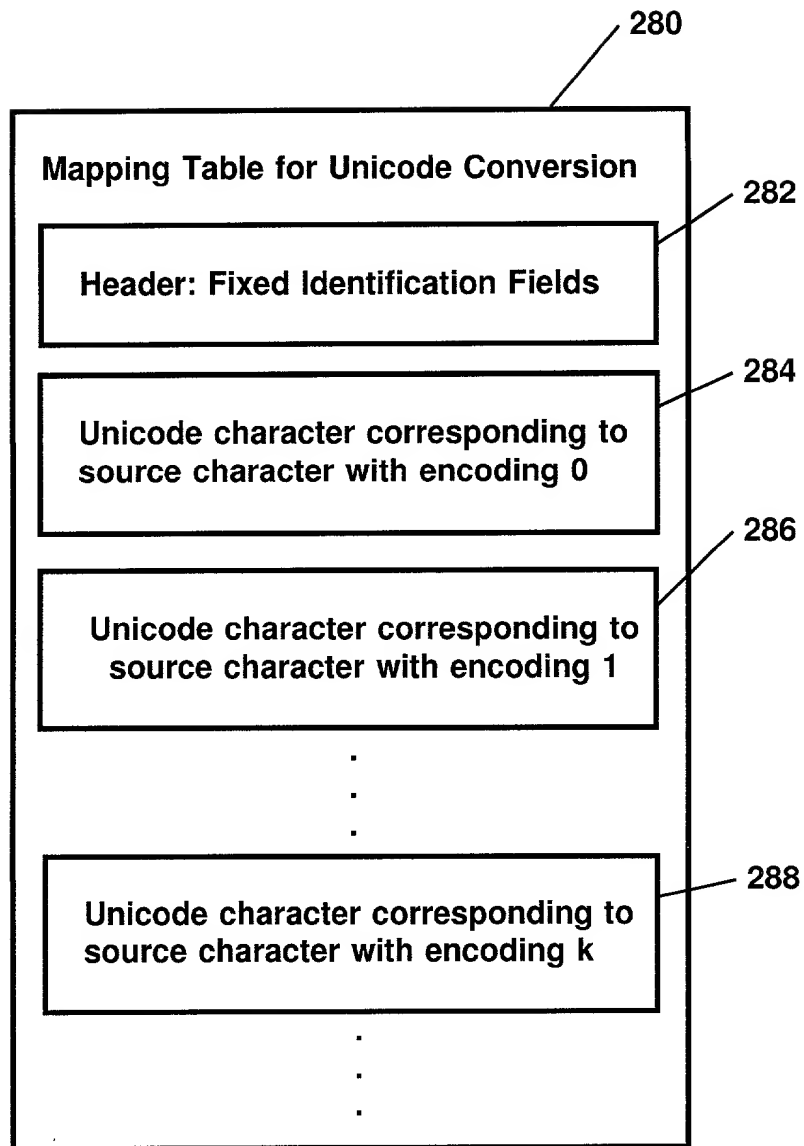 280
Mapping Table for Unicode Conversion
282
Header: Fixed Identification Fields
284
Unicode character corresponding to
source character with encoding 0
286
Unicode character corresponding to
source character with encoding 1
.
.
.
288
Unicode character corresponding to
source character with encoding k
.
.
.